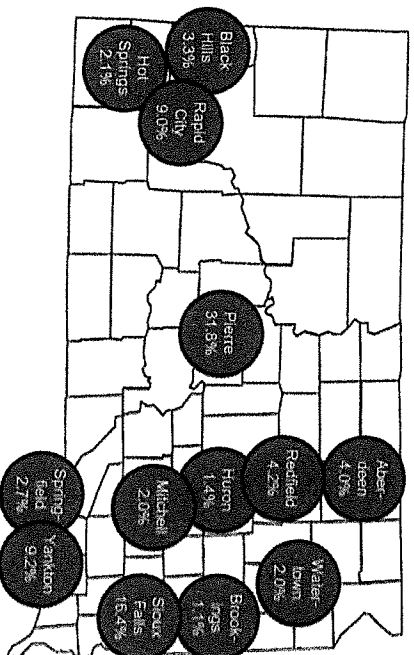 Black
Hills
3.3%
Hot
Springs
2.1%
Rapid
City
9.0%
Pierre
31.8%
Aber-
deen
4.0%
Redfield
4.2%
Huron
1.4%
Mitchell
2.0%
Water-
town
2.0%
Brook-
ings
1.1%
Sioux
Falls
15.4%
Spring
field
2.7%
Yankton
9.2%